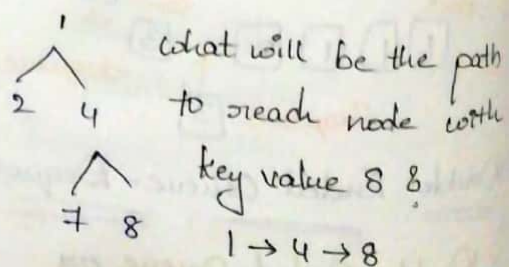 1
what will be the path
2 4 to reach node with
key value 8 ?
7 8
1 → 4 → 8